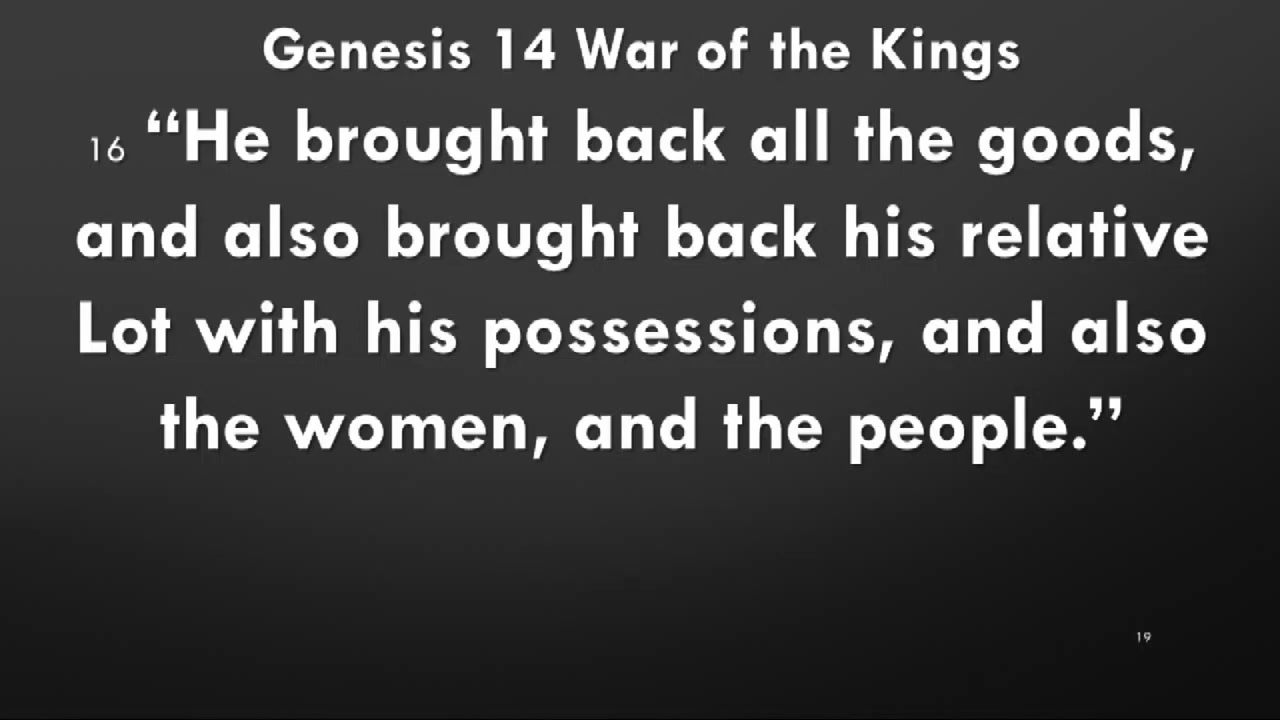 Genesis 14 War of the Kings
16 “He brought back all the goods,
and also brought back his relative
Lot with his possessions, and also
the women, and the people.”
19